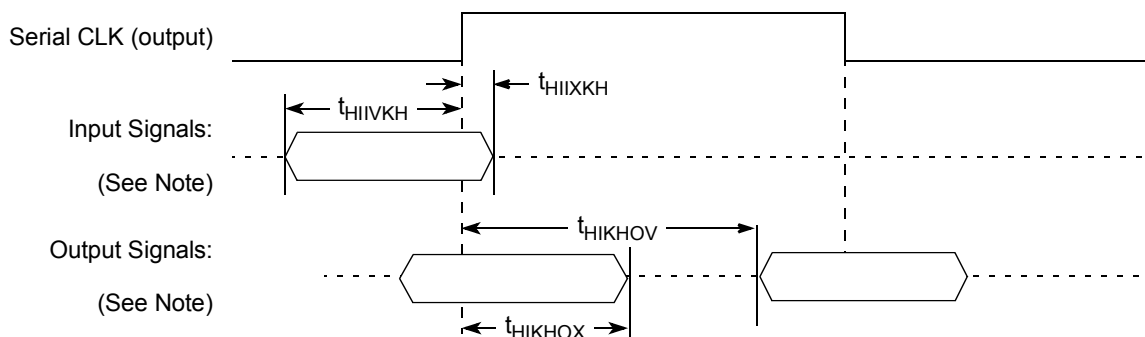 Serial CLK (output)
tHIIXKH
tHIIVKH
Input Signals:
(See Note)
tHIKHOV
Output Signals:
(See Note)
tHIKHOX